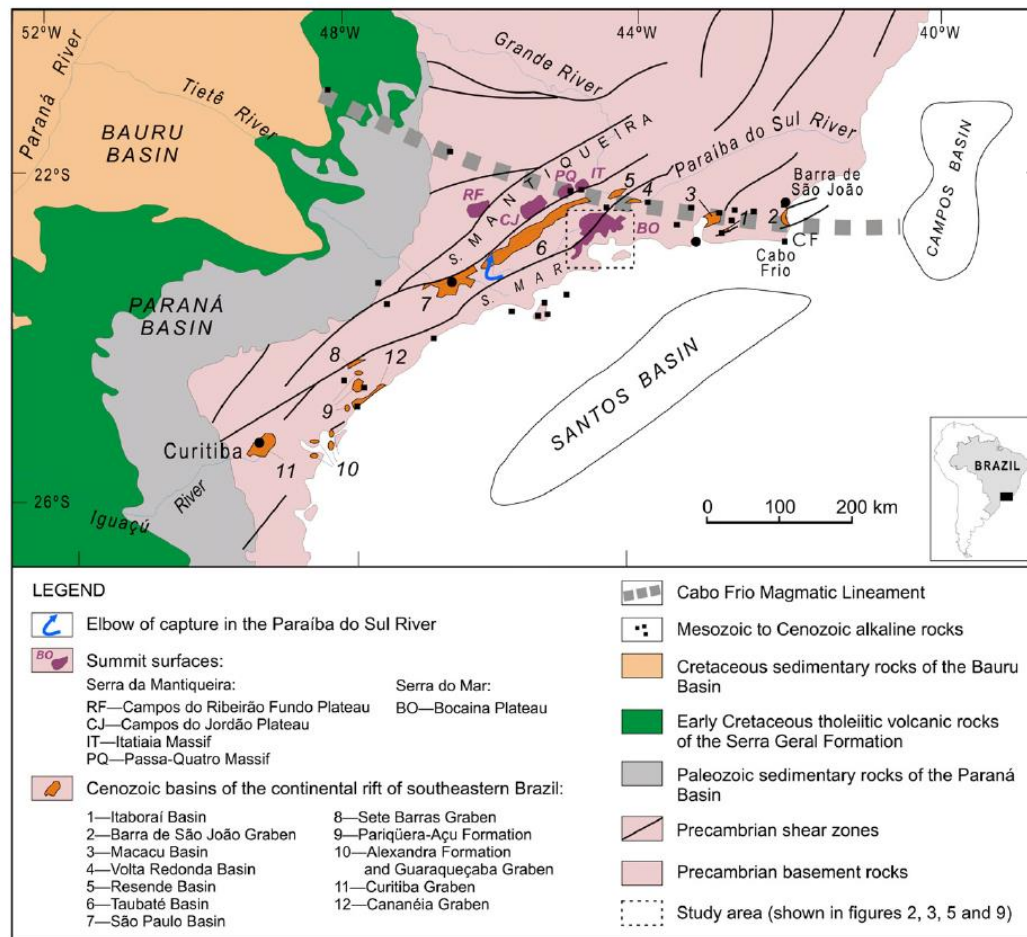 52°W
48°W
44°W
40°W
Paraná River
Tietê River
Grande River
BAURU
BASIN
22°S
S. MANTIQUEIRA
Paraíba do Sul River
CAMPOS BASIN
PQ
IT
RF
CJ
5
4
3
Barra de
São João
1
2
BO
CF
Cabo
Frio
6
7
S. MAR
PARANÁ
BASIN
SANTOS BASIN
8
12
9
Curitiba
11
10
26°S
Iguaçú River
0 100 200 km
BRAZIL
LEGEND
Elbow of capture in the Paraíba do Sul River
BO
Summit surfaces:
Serra da Mantiqueira:
RF—Campos do Ribeirão Fundo Plateau
CJ—Campos do Jordão Plateau
IT—Itatiaia Massif
PQ—Passa-Quatro Massif
Serra do Mar:
BO—Bocaina Plateau
Cenozoic basins of the continental rift of southeastern Brazil:
1—Itaboraí Basin
2—Barra de São João Graben
3—Macacu Basin
4—Volta Redonda Basin
5—Resende Basin
6—Taubaté Basin
7—São Paulo Basin
8—Sete Barras Graben
9—Pariqüera-Açu Formation
10—Alexandra Formation
and Guaraqueçaba Graben
11—Curitiba Graben
12—Cananéia Graben
Cabo Frio Magmatic Lineament
Mesozoic to Cenozoic alkaline rocks
Cretaceous sedimentary rocks of the Bauru
Basin
Early Cretaceous tholeiitic volcanic rocks
of the Serra Geral Formation
Paleozoic sedimentary rocks of the Paraná
Basin
Precambrian shear zones
Precambrian basement rocks
Study area (shown in figures 2, 3, 5 and 9)